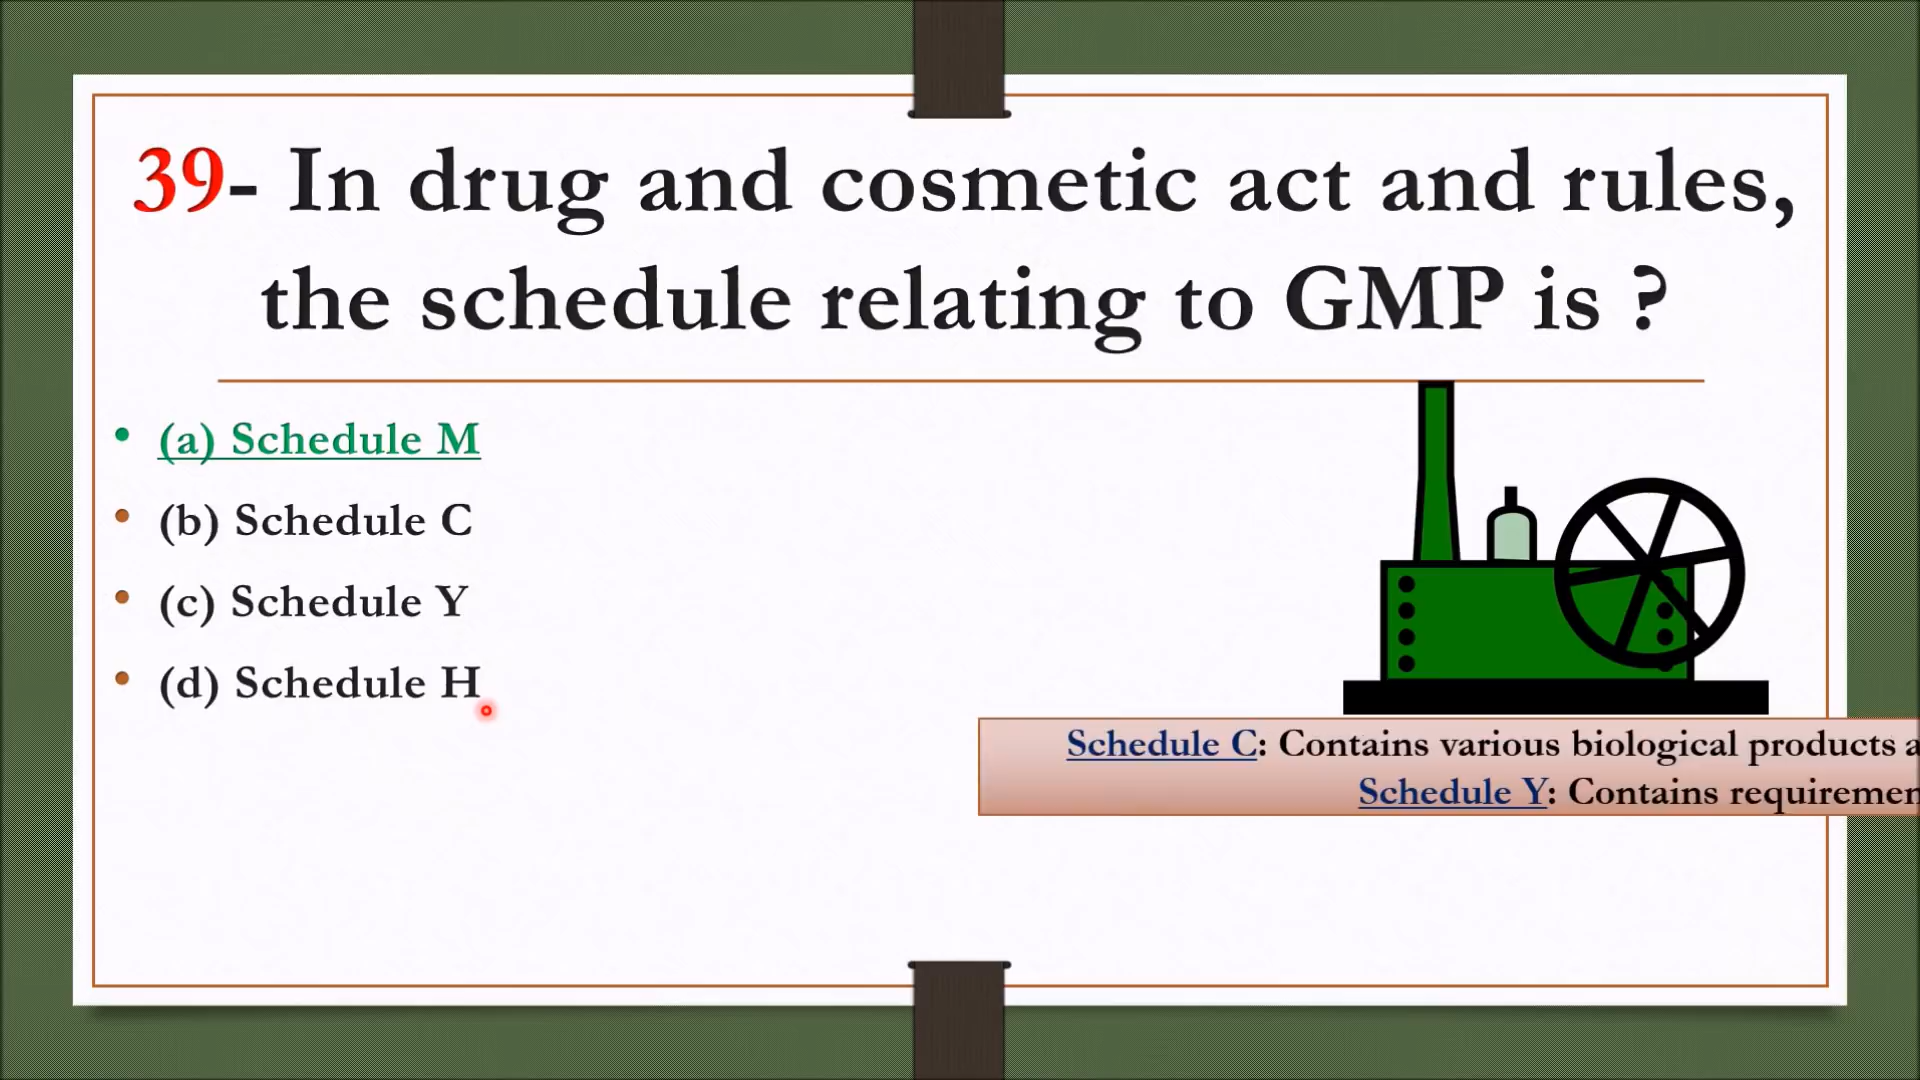 39- In drug and cosmetic act and rules,
the schedule relating to GMP is ?
• (a) Schedule M
• (b) Schedule C
• (c) Schedule Y
• (d) Schedule H
Schedule C: Contains various biological products
Schedule Y: Contains